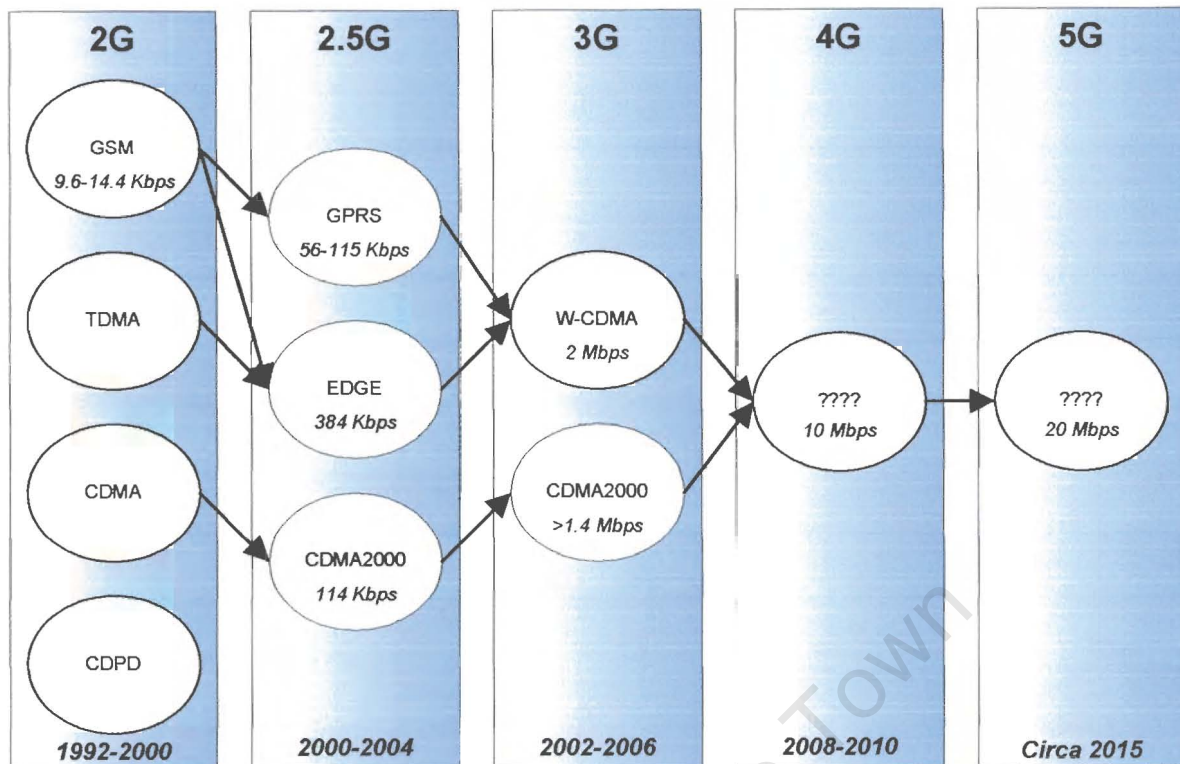 2G
GSM
9.6-14.4 Kbps
TDMA
CDMA
CDPD
1992-2000
2.5G
GPRS
56-115 Kbps
EDGE
384 Kbps
CDMA2000
114 Kbps
2000-2004
3G
W-CDMA
2 Mbps
CDMA2000
>1.4 Mbps
2002-2006
4G
????
10 Mbps
2008-2010
5G
????
20 Mbps
Circa 2015
Town